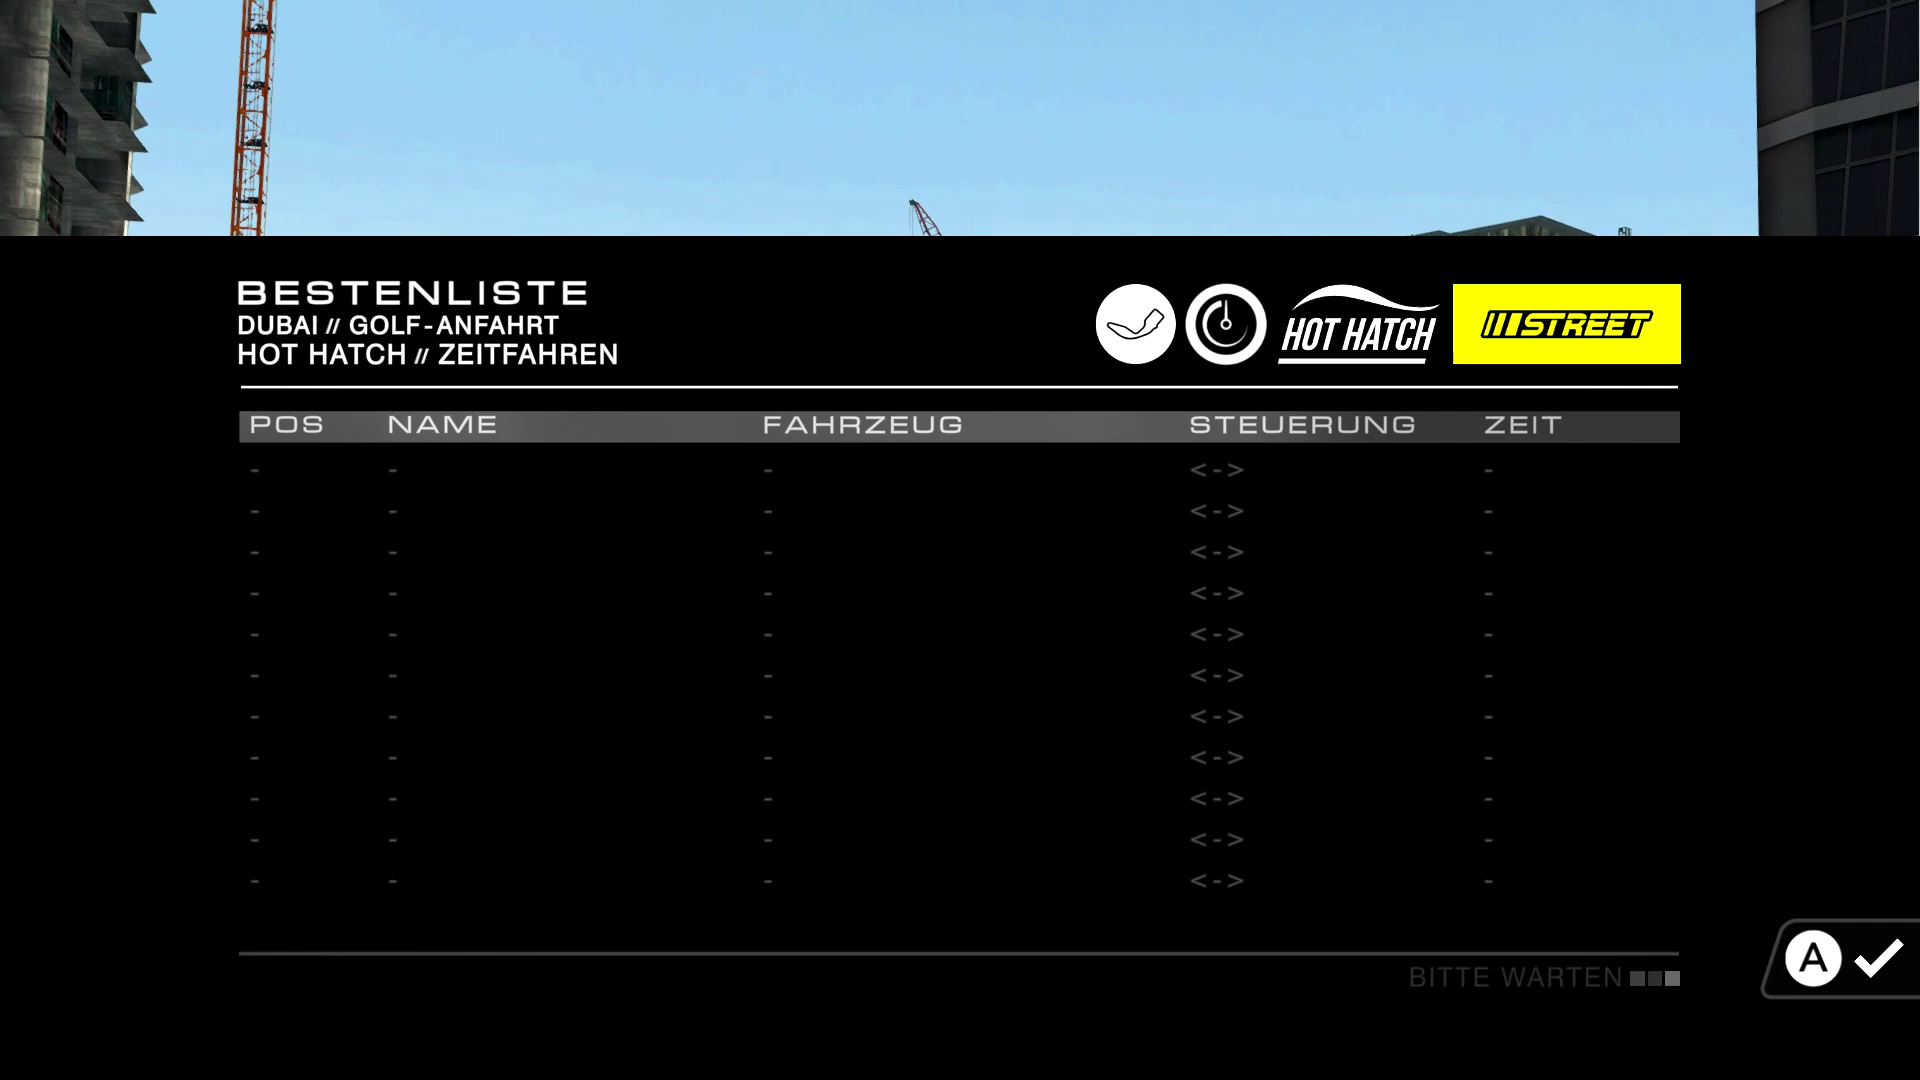 BESTENLISTE
DUBAI // GOLF-ANFAHRT
HOT HATCH // ZEITFAHREN
HOT HATCH
STREET
POS NAME FAHRZEUG STEUERUNG ZEIT
- - - <-> -
- - - <-> -
- - - <-> -
- - - <-> -
- - - <-> -
- - - <-> -
- - - <-> -
- - - <-> -
- - - <-> -
- - - <-> -
- - - <-> -
BITTE WARTEN
A